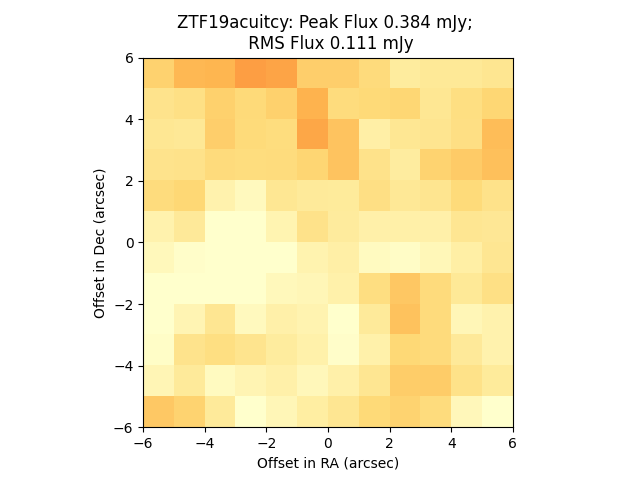 ZTF19acuitcy: Peak Flux 0.384 mJy;
RMS Flux 0.111 mJy
6
4
2
0
−2
−4
−6
Offset in Dec (arcsec)
−6 −4 −2 0 2 4 6
Offset in RA (arcsec)